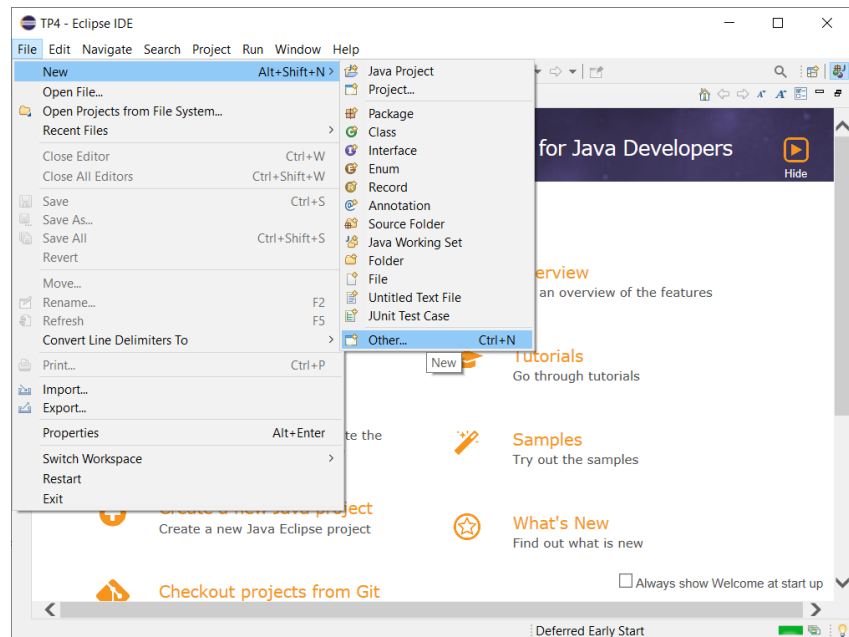 TP4 - Eclipse IDE
File Edit Navigate Search Project Run Window Help
New Alt+Shift+N >
Open File...
Open Projects from File System...
Recent Files >
Close Editor Ctrl+W
Close All Editors Ctrl+Shift+W
Save Ctrl+S
Save As...
Save All Ctrl+Shift+S
Revert
Move...
Rename... F2
Refresh F5
Convert Line Delimiters To >
Print... Ctrl+P
Import...
Export...
Properties Alt+Enter
Switch Workspace >
Restart
Exit
Java Project
Project...
Package
Class
Interface
Enum
Record
Annotation
Source Folder
Java Working Set
Folder
File
Untitled Text File
JUnit Test Case
Other... Ctrl+N
New
for Java Developers
Hide
erview
an overview of the features
Tutorials
Go through tutorials
te the
Samples
Try out the samples
Create a new Java project
Create a new Java Eclipse project
What's New
Find out what is new
Checkout projects from Git
Always show Welcome at start up
Deferred Early Start